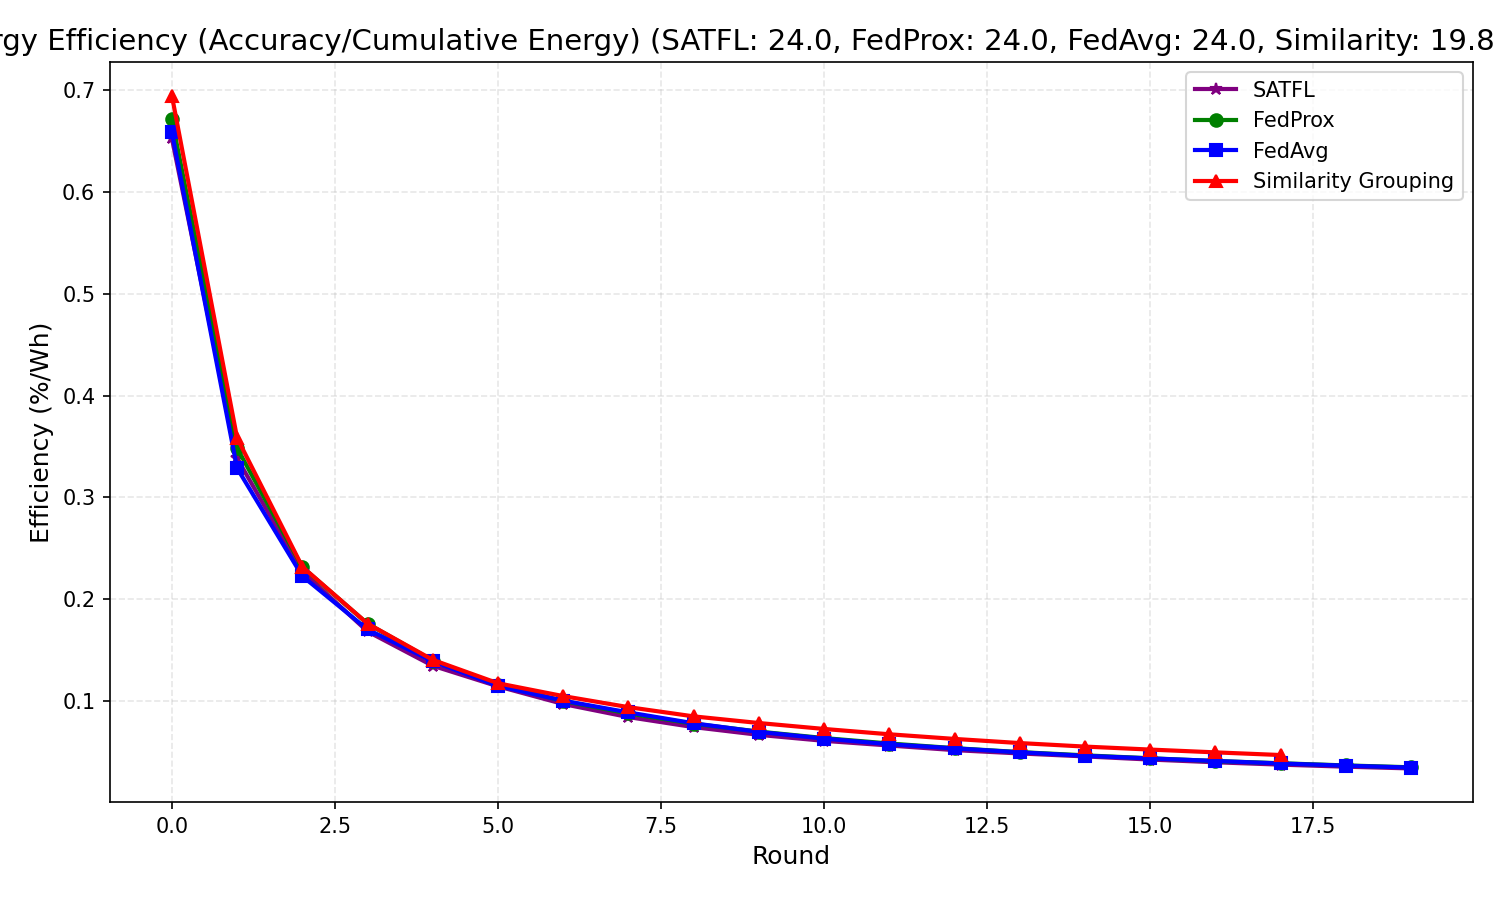 rgy Efficiency (Accuracy/Cumulative Energy) (SATFL: 24.0, FedProx: 24.0, FedAvg: 24.0, Similarity: 19.8
SATFL
FedProx
FedAvg
Similarity Grouping
Efficiency (%/Wh)
0.7
0.6
0.5
0.4
0.3
0.2
0.1
0.0 2.5 5.0 7.5 10.0 12.5 15.0 17.5
Round